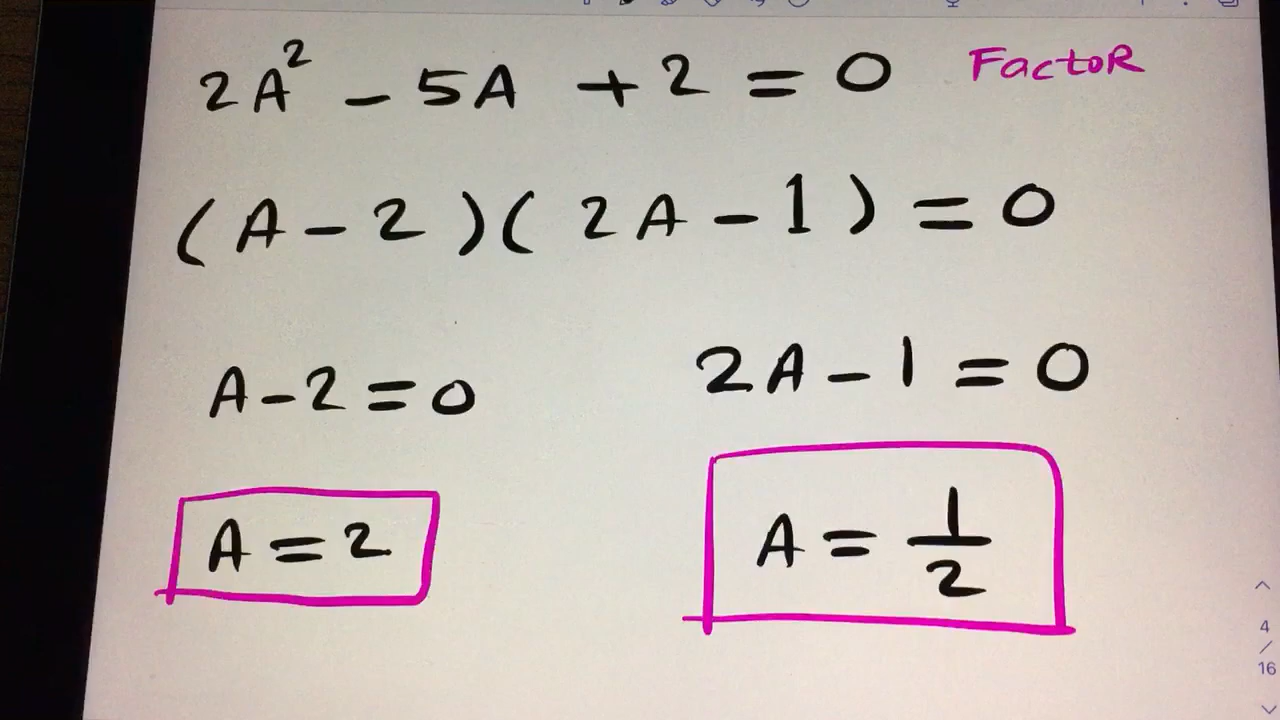 2A² - 5A + 2 = 0 FactoR
(A - 2)(2A - 1) = 0
A - 2 = 0 2A - 1 = 0
A = 2 A = 1/2
4
/
16